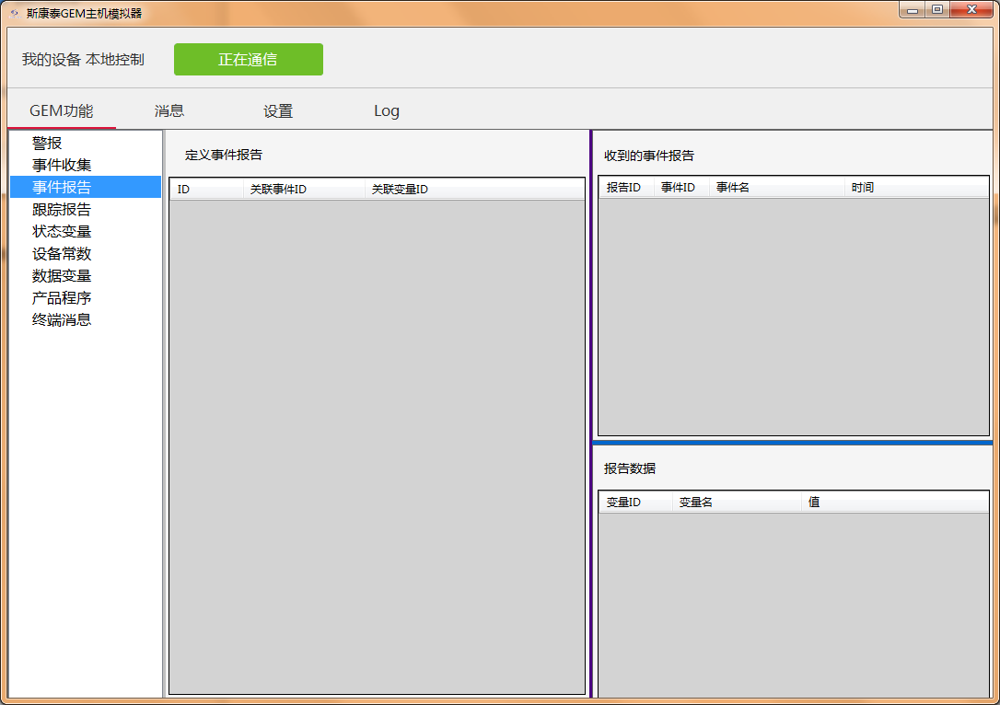 斯康泰GEM主机模拟器
我的设备 本地控制
正在通信
GEM功能 消息 设置 Log
警报
事件收集
事件报告
跟踪报告
状态变量
设备常数
数据变量
产品程序
终端消息
定义事件报告
ID 关联事件ID 关联变量ID
收到的事件报告
报告ID 事件ID 事件名 时间
报告数据
变量ID 变量名 值